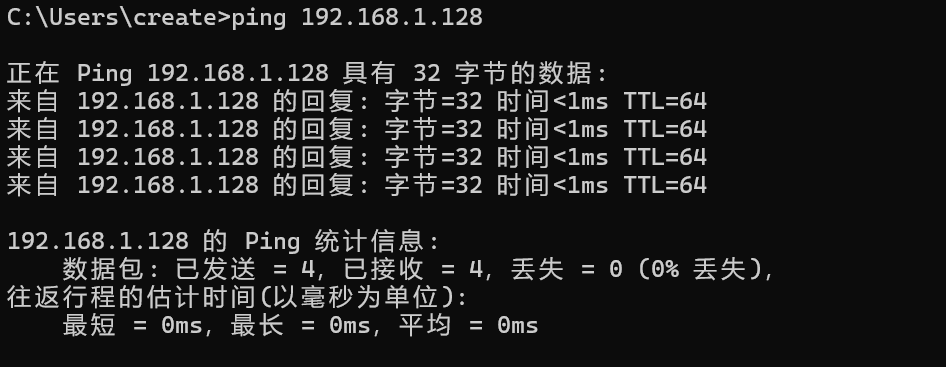 C:\Users\create>ping 192.168.1.128
正在 Ping 192.168.1.128 具有 32 字节的数据:
来自 192.168.1.128 的回复: 字节=32 时间<1ms TTL=64
来自 192.168.1.128 的回复: 字节=32 时间<1ms TTL=64
来自 192.168.1.128 的回复: 字节=32 时间<1ms TTL=64
来自 192.168.1.128 的回复: 字节=32 时间<1ms TTL=64
192.168.1.128 的 Ping 统计信息:
    数据包: 已发送 = 4, 已接收 = 4, 丢失 = 0 (0% 丢失),
往返行程的估计时间(以毫秒为单位):
    最短 = 0ms, 最长 = 0ms, 平均 = 0ms